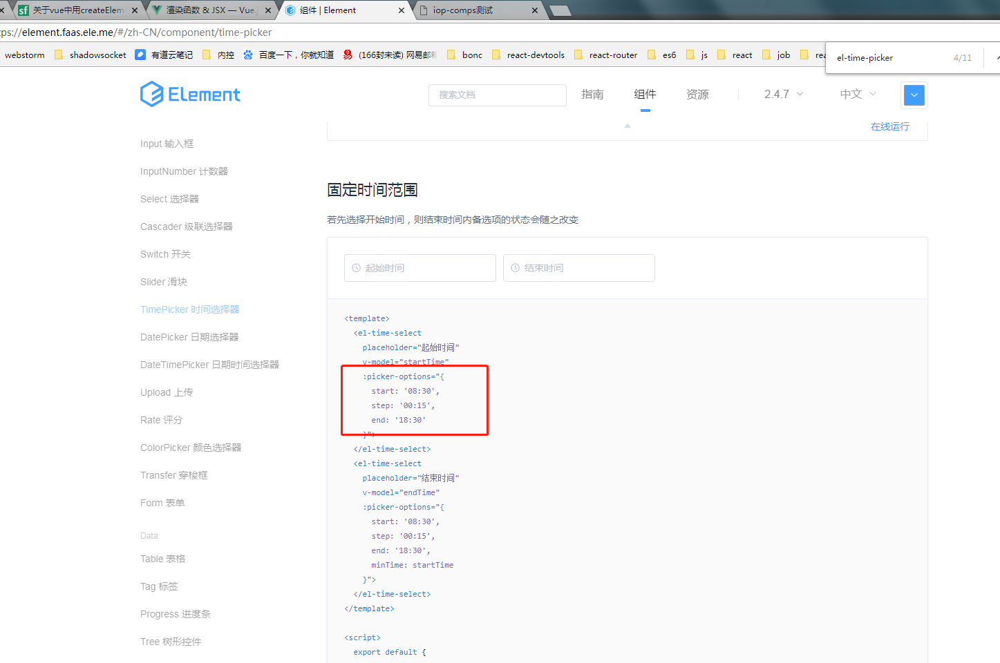 关于vue中用createElem
渲染函数 & JSX — Vue.j
组件 | Element
iop-comps测试
ps://element.faas.ele.me/#/zh-CN/component/time-picker
webstorm shadowsocket 有道云笔记 内控 百度一下，你就知道 (166封未读) 网易邮箱 bonc react-devtools react-router es6 js react job rea
el-time-picker 4/11
Element
搜索文档
指南 组件 资源 2.4.7 中文
在线运行
Input 输入框
InputNumber 计数器
Select 选择器
Cascader 级联选择器
Switch 开关
Slider 滑块
TimePicker 时间选择器
DatePicker 日期选择器
DateTimePicker 日期时间选择器
Upload 上传
Rate 评分
ColorPicker 颜色选择器
Transfer 穿梭框
Form 表单
Data
Table 表格
Tag 标签
Progress 进度条
Tree 树形控件
固定时间范围
若先选择开始时间，则结束时间内备选项的状态会随之改变
起始时间 结束时间
<template>
<el-time-select
placeholder="起始时间"
v-model="startTime"
:picker-options="{
start: '08:30',
step: '00:15',
end: '18:30'
}">
</el-time-select>
<el-time-select
placeholder="结束时间"
v-model="endTime"
:picker-options="{
start: '08:30',
step: '00:15',
end: '18:30',
minTime: startTime
}">
</el-time-select>
</template>
<script>
export default {